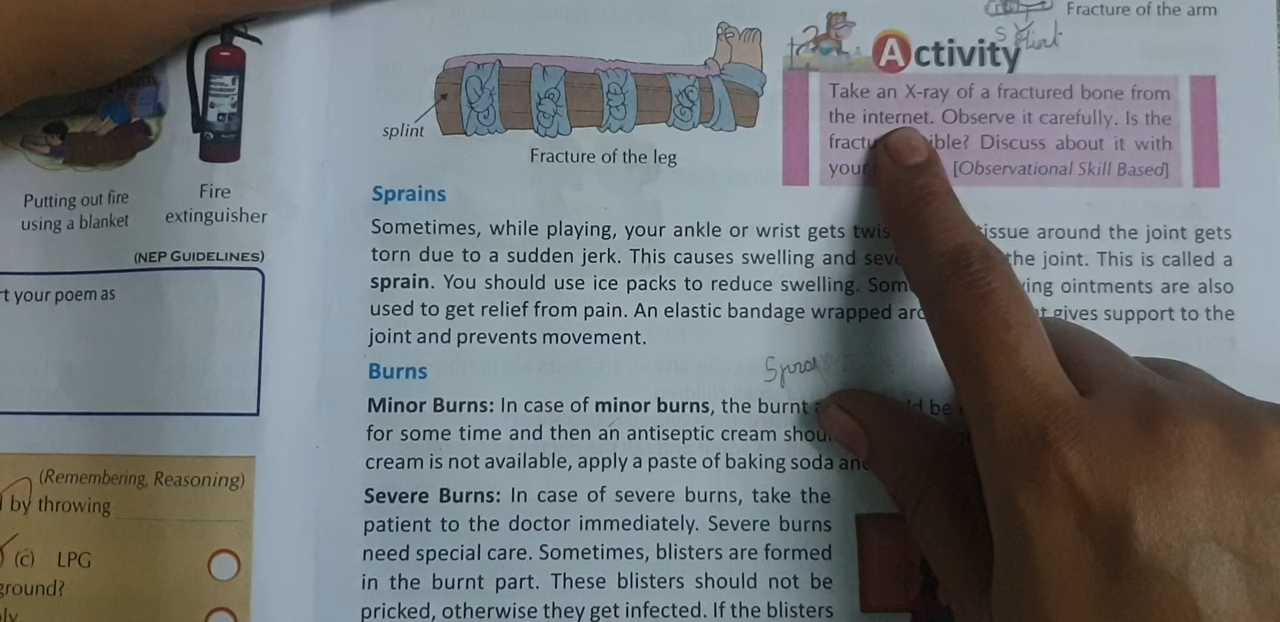 Fracture of the arm
Splint
Activity
Take an X-ray of a fractured bone from
the internet. Observe it carefully. Is the
Discuss about it with
[Observational Skill Based]
splint
Fracture of the leg
Putting out fire
using a blanket
Fire
extinguisher
(NEP GUIDELINES)
your poem as
(Remembering, Reasoning)
by throwing
(c) LPG
Sprains
Sometimes, while playing, your ankle or wrist gets tissue around the joint gets
torn due to a sudden jerk. This causes swelling and the joint. This is called a
sprain. You should use ice packs to reduce swelling. ointments are also
used to get relief from pain. An elastic bandage wrapped gives support to the
joint and prevents movement.
Burns
Minor Burns: In case of minor burns, the burnt
for some time and then an antiseptic cream
cream is not available, apply a paste of baking soda
Severe Burns: In case of severe burns, take the
patient to the doctor immediately. Severe burns
need special care. Sometimes, blisters are formed
in the burnt part. These blisters should not be
pricked, otherwise they get infected. If the blisters